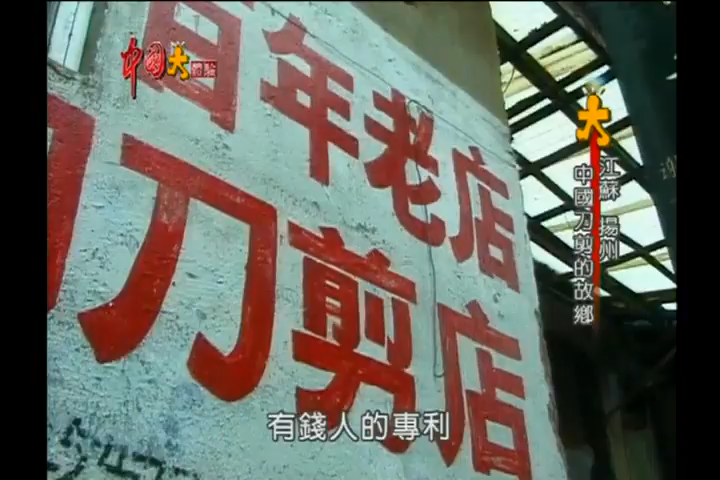 中國大體驗
百年老店
刀剪店
大
江蘇 揚州
中國刀剪的故鄉
有錢人的專利